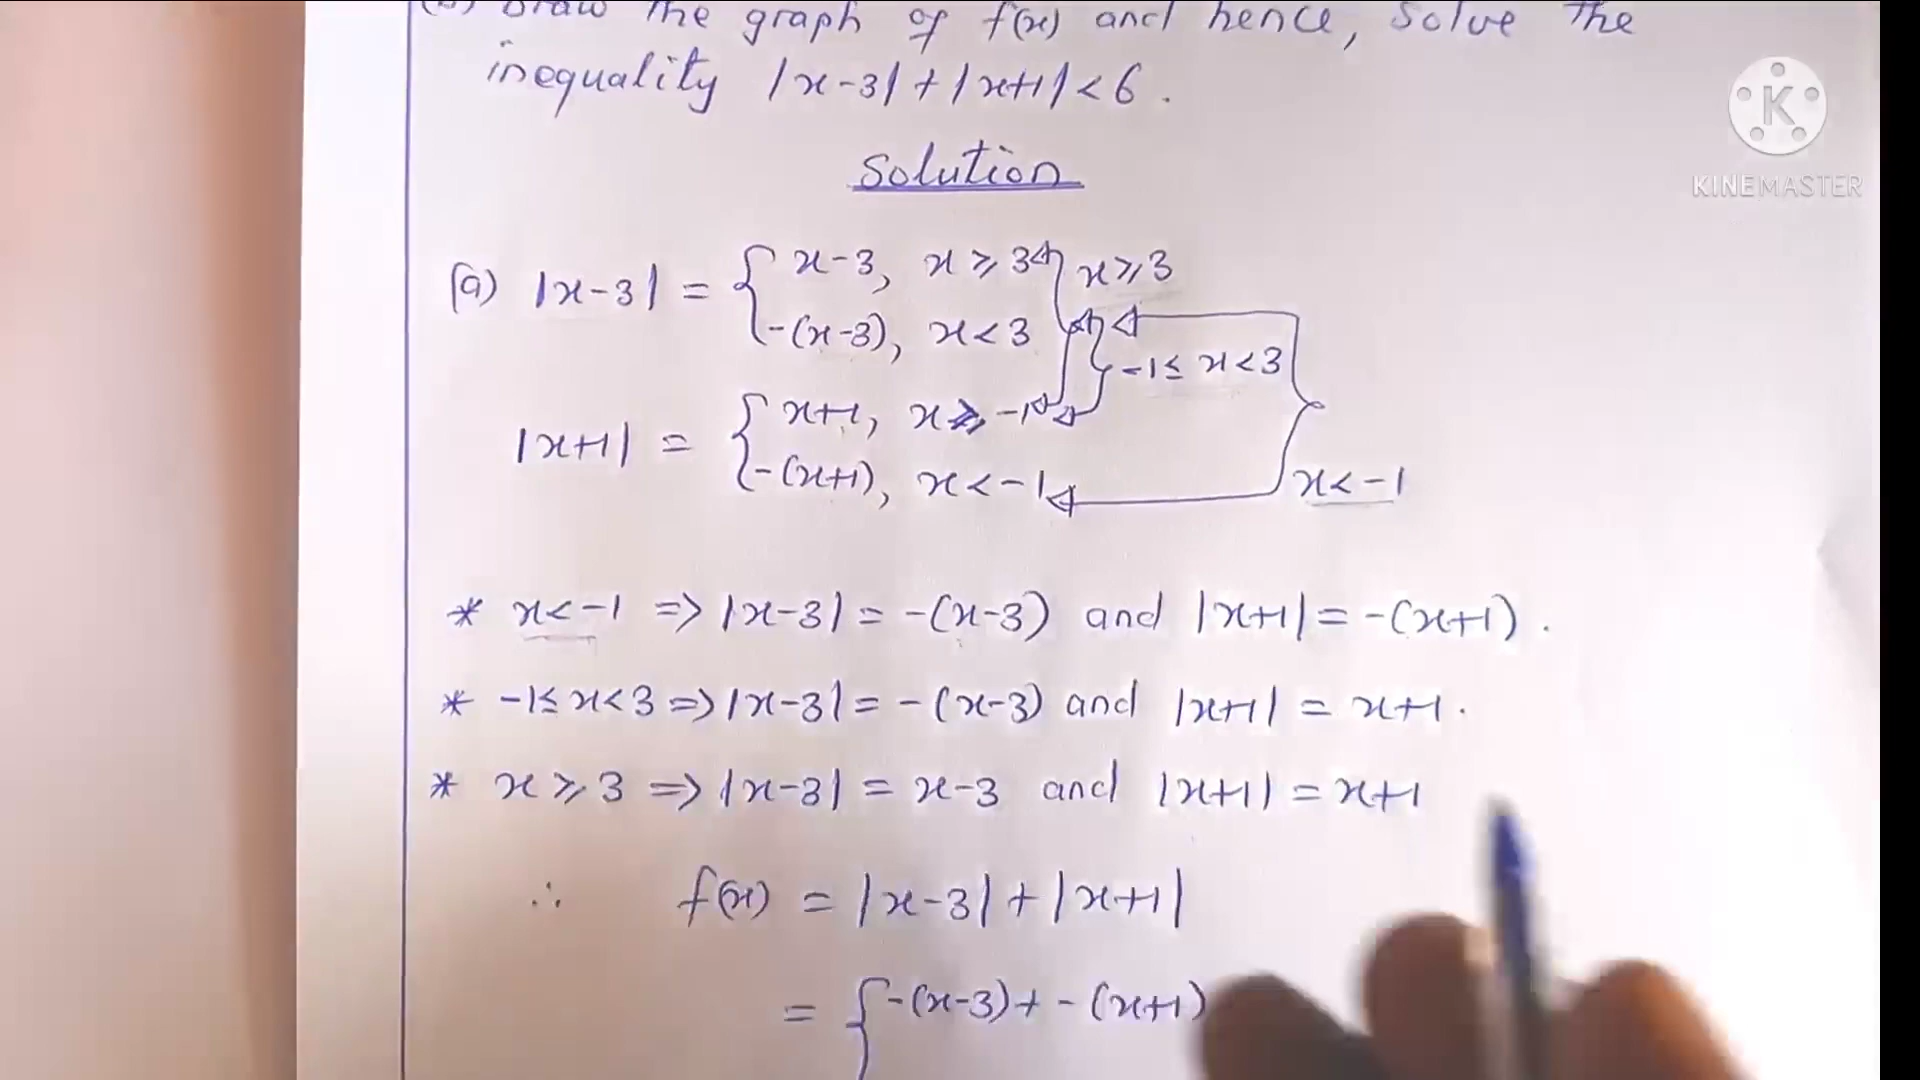 (b) Draw the graph of f(x) and hence, solve the
inequality |x-3|+|x+1|<6.
Solution
(a) |x-3| = { x-3, x ≥ 3 x ≥ 3
-(x-3), x < 3
-1 ≤ x < 3
|x+1| = { x+1, x ≥ -1
-(x+1), x < -1 x < -1
* x < -1 => |x-3| = -(x-3) and |x+1| = -(x+1).
* -1 ≤ x < 3 => |x-3| = -(x-3) and |x+1| = x+1.
* x ≥ 3 => |x-3| = x-3 and |x+1| = x+1
∴ f(x) = |x-3|+|x+1|
= { -(x-3)+ -(x+1)
K
KINEMASTER